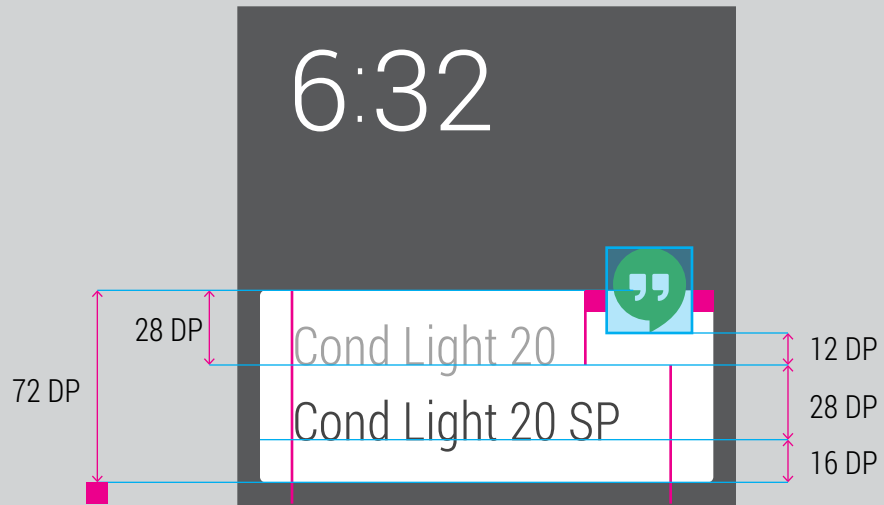 6:32
28 DP
Cond Light 20
12 DP
72 DP
Cond Light 20 SP
28 DP
16 DP